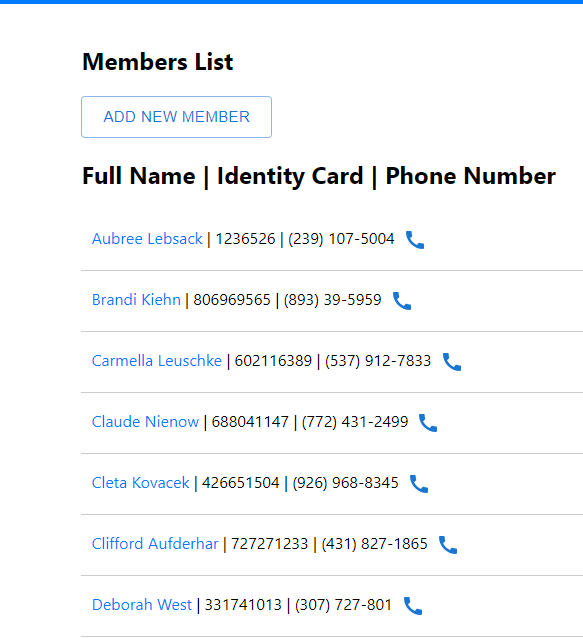 Members List
ADD NEW MEMBER
Full Name | Identity Card | Phone Number
Aubree Lebsack | 1236526 | (239) 107-5004
Brandi Kiehn | 806969565 | (893) 39-5959
Carmella Leuschke | 602116389 | (537) 912-7833
Claude Nienow | 688041147 | (772) 431-2499
Cleta Kovacek | 426651504 | (926) 968-8345
Clifford Aufderhar | 727271233 | (431) 827-1865
Deborah West | 331741013 | (307) 727-801